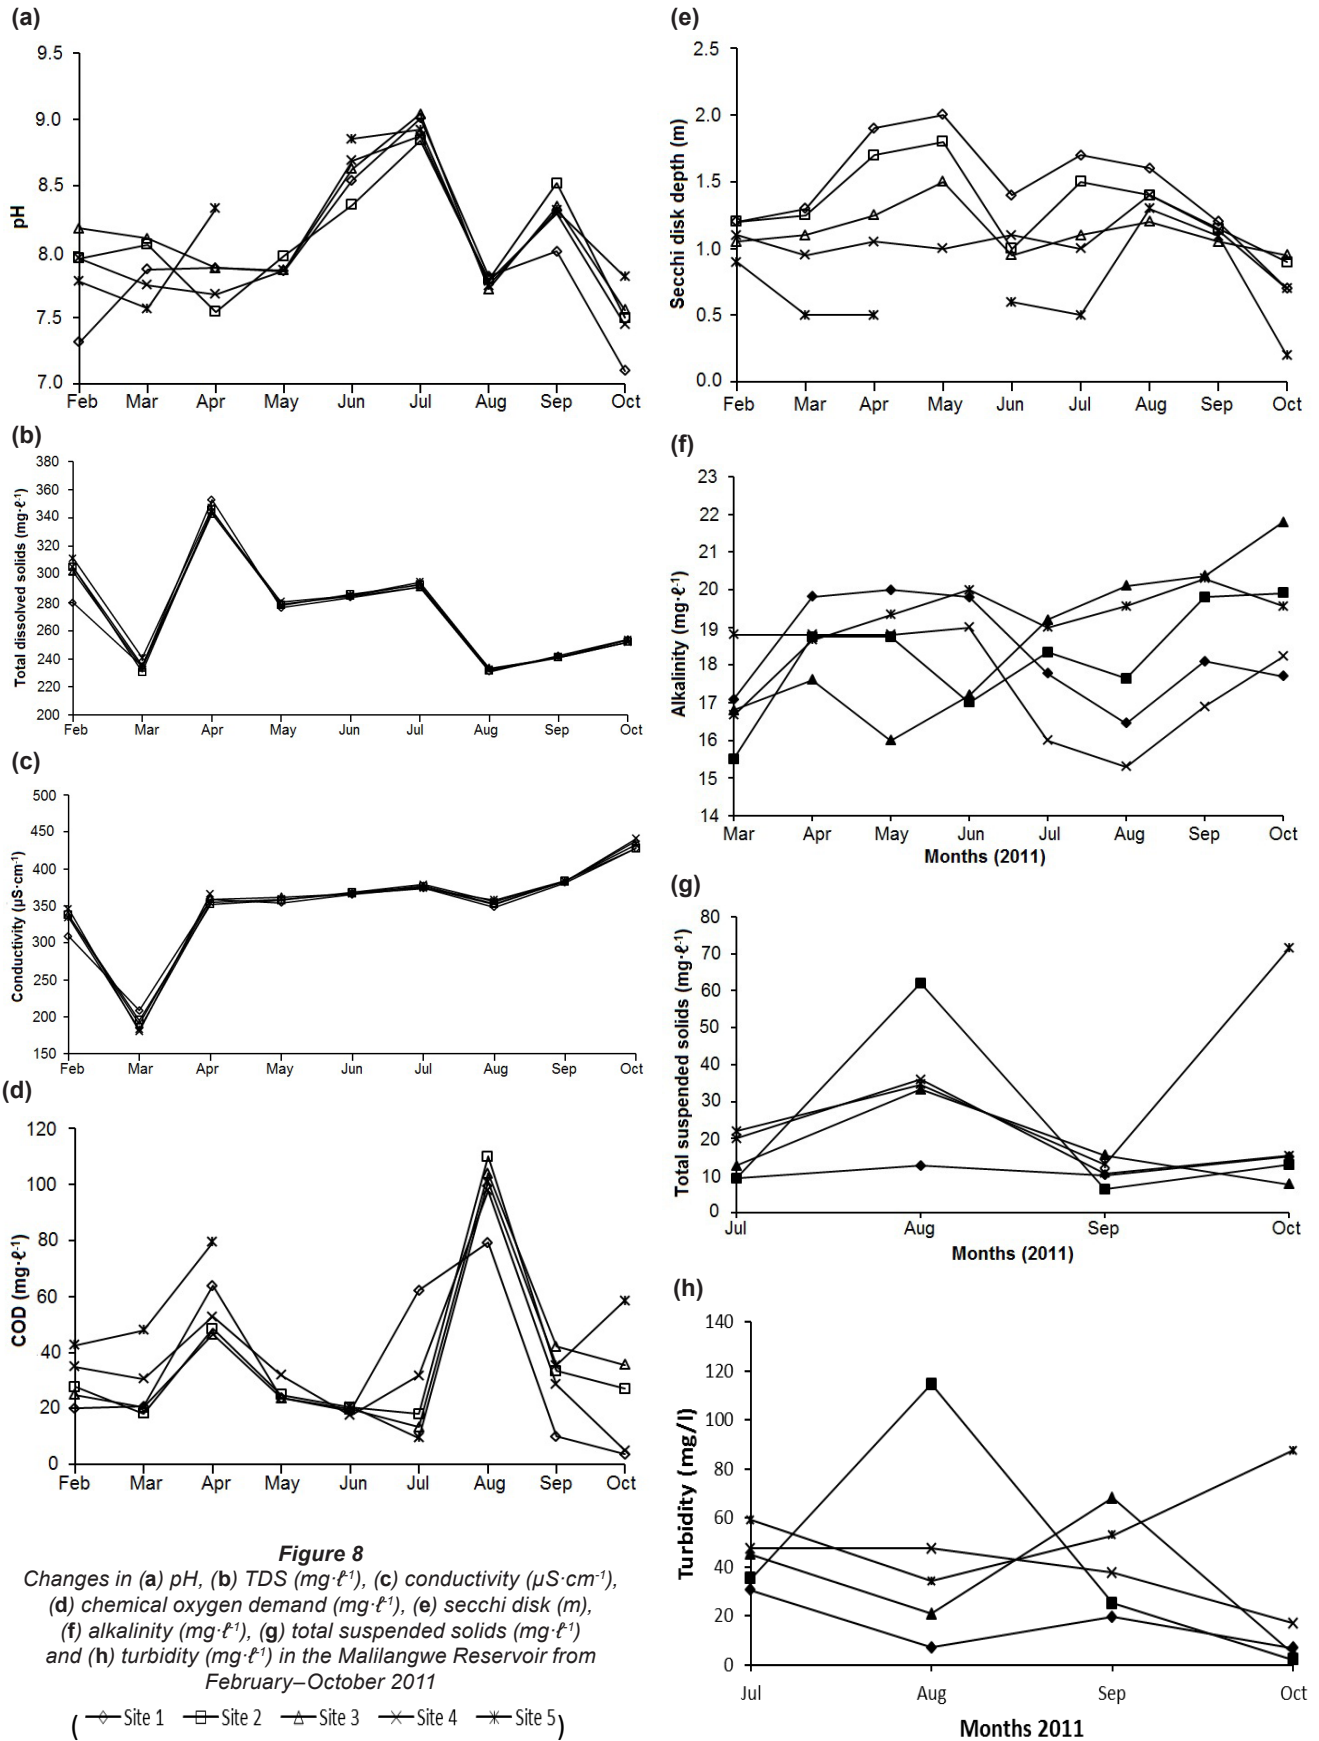 (a)
9.5
9.0
8.5
8.0
7.5
7.0
pH
Feb Mar Apr May Jun Jul Aug Sep Oct
(b)
380
360
340
320
300
280
260
240
220
200
Total dissolved solids (mg·ℓ⁻¹)
Feb Mar Apr May Jun Jul Aug Sep Oct
(c)
500
450
400
350
300
250
200
150
Conductivity (µS·cm⁻¹)
Feb Mar Apr May Jun Jul Aug Sep Oct
(d)
120
100
80
60
40
20
0
COD (mg·ℓ⁻¹)
Feb Mar Apr May Jun Jul Aug Sep Oct
Figure 8
Changes in (a) pH, (b) TDS (mg·ℓ⁻¹), (c) conductivity (µS·cm⁻¹),
(d) chemical oxygen demand (mg·ℓ⁻¹), (e) secchi disk (m),
(f) alkalinity (mg·ℓ⁻¹), (g) total suspended solids (mg·ℓ⁻¹)
and (h) turbidity (mg·ℓ⁻¹) in the Malilangwe Reservoir from
February–October 2011
( Site 1 Site 2 Site 3 Site 4 Site 5 )
(e)
2.5
2.0
1.5
1.0
0.5
0.0
Secchi disk depth (m)
Feb Mar Apr May Jun Jul Aug Sep Oct
(f)
23
22
21
20
19
18
17
16
15
14
Alkalinity (mg·ℓ⁻¹)
Mar Apr May Jun Jul Aug Sep Oct
Months (2011)
(g)
80
70
60
50
40
30
20
10
0
Total suspended solids (mg·ℓ⁻¹)
Jul Aug Sep Oct
Months (2011)
(h)
140
120
100
80
60
40
20
0
Turbidity (mg/l)
Jul Aug Sep Oct
Months 2011